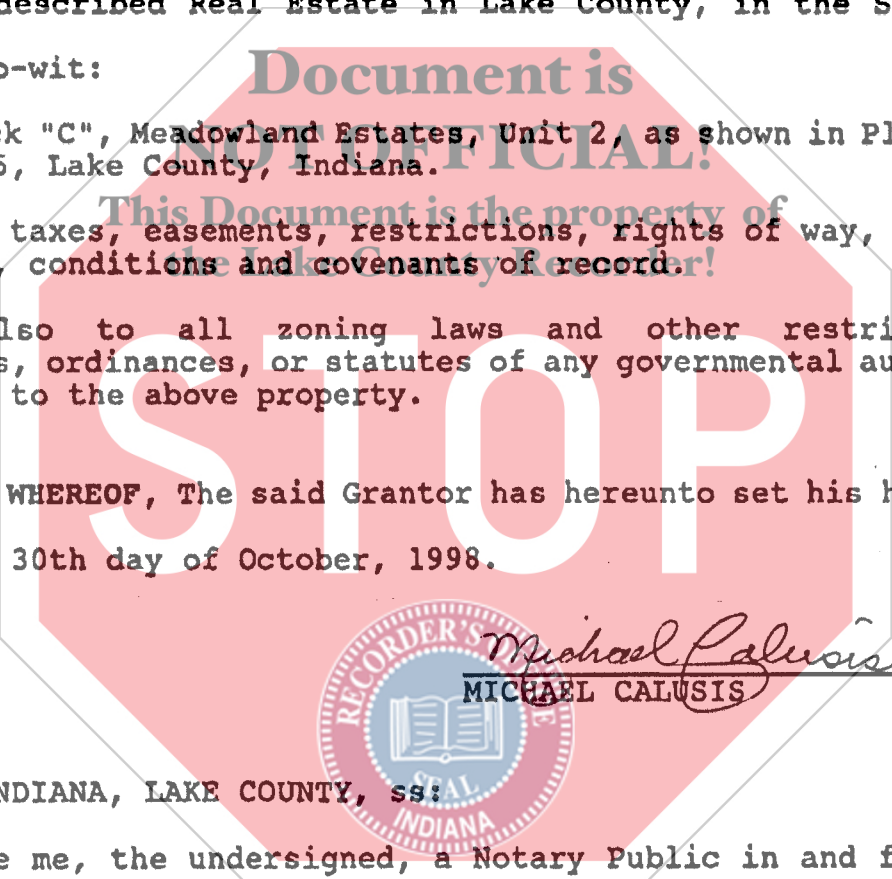 described Real Estate in Lake County, in the S
o-wit:
Document is
ck "C", Meadowland Estates, Unit 2, as shown in Pl
NOT OFFICIAL!
5, Lake County, Indiana.
This Document is the property of
taxes, easements, restrictions, rights of way,
the Lake County Recorder!
, conditions and covenants of record.
lso to all zoning laws and other restri
s, ordinances, or statutes of any governmental au
to the above property.
STOP
WHEREOF, The said Grantor has hereunto set his h
30th day of October, 1998.
Michael Calusis
MICHAEL CALUSIS
RECORDER'S OFFICE
SEAL
INDIANA
NDIANA, LAKE COUNTY, ss:
e me, the undersigned, a Notary Public in and f